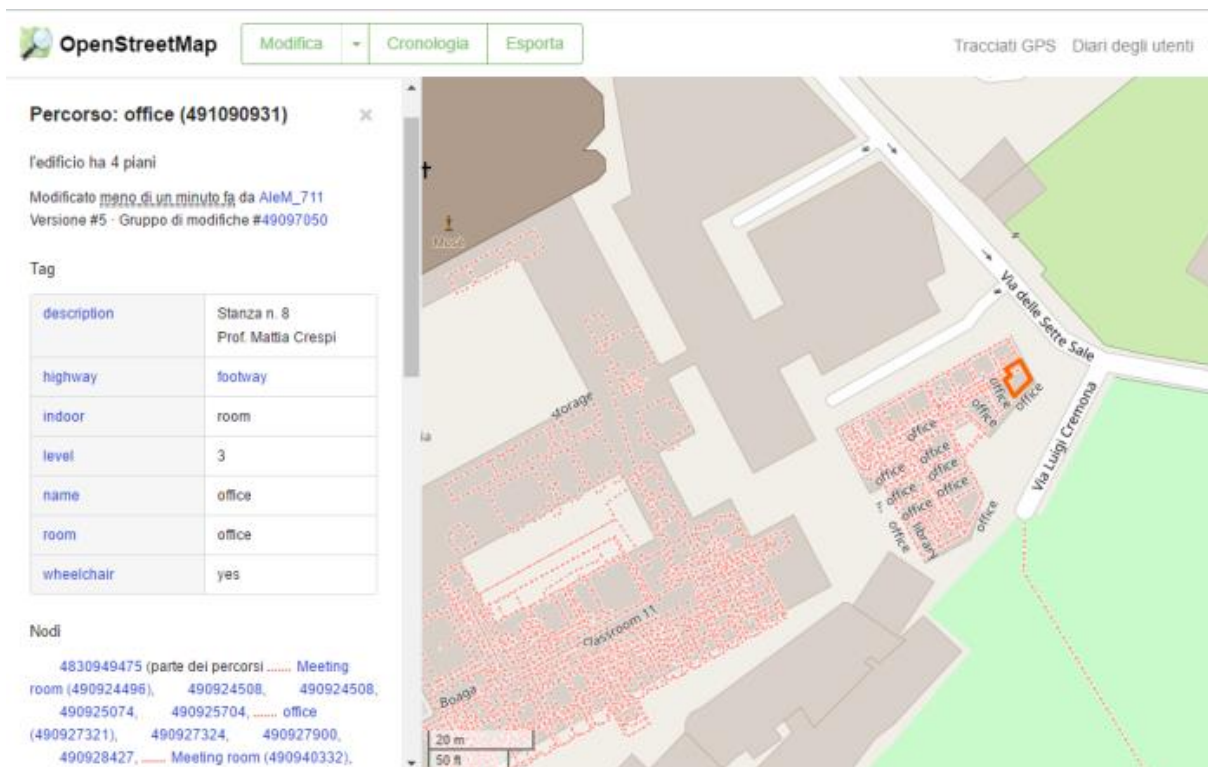 OpenStreetMap
Modifica
Cronologia
Esporta
Tracciati GPS
Diari degli utenti
Percorso: office (491090931)
l'edificio ha 4 piani
Modificato meno di un minuto fa da AleM_711
Versione #5 · Gruppo di modifiche #49097050
Tag
description
Stanza n. 8
Prof. Mattia Crespi
highway
footway
indoor
room
level
3
name
office
room
office
wheelchair
yes
Nodi
4830949475 (parte dei percorsi ...... Meeting
room (490924496), 490924508, 490924508,
490925074, 490925704, ...... office
(490927321), 490927324, 490927900,
490928427, ...... Meeting room (490940332),
storage
ia
Classroom 11
Boaga
Via delle Sette Sale
Via Luigi Cremona
office
office
office
office
office
office
office
office
office
office
office
office
office
library
20 m
50 ft